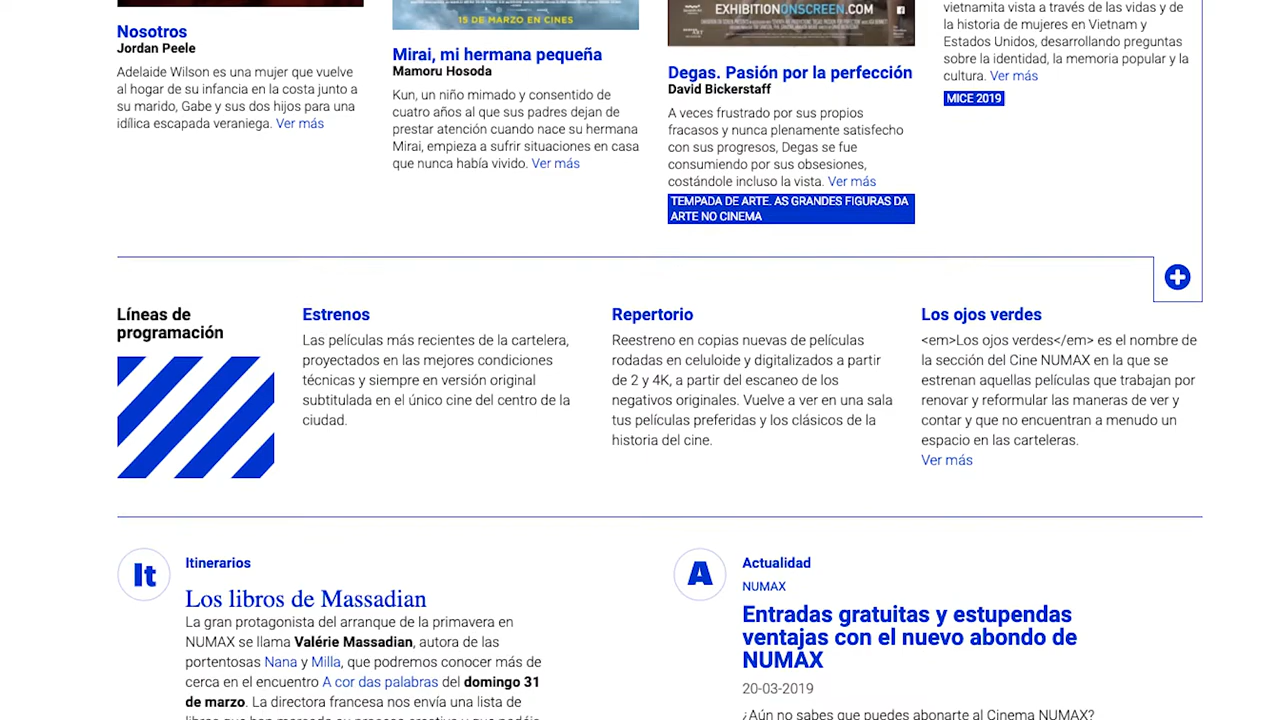 15 DE MARZO EN CINES
EXHIBITIONONSCREEN.COM
Nosotros
Jordan Peele
Adelaide Wilson es una mujer que vuelve
al hogar de su infancia en la costa junto a
su marido, Gabe y sus dos hijos para una
idílica escapada veraniega. Ver más
Mirai, mi hermana pequeña
Mamoru Hosoda
Kun, un niño mimado y consentido de
cuatro años al que sus padres dejan de
prestar atención cuando nace su hermana
Mirai, empieza a sufrir situaciones en casa
que nunca había vivido. Ver más
Degas. Pasión por la perfección
David Bickerstaff
A veces frustrado por sus propios
fracasos y nunca plenamente satisfecho
con sus progresos, Degas se fue
consumiendo por sus obsesiones,
costándole incluso la vista. Ver más
TEMPADA DE ARTE. AS GRANDES FIGURAS DA
ARTE NO CINEMA
vietnamita vista a través de las vidas y de
la historia de mujeres en Vietnam y
Estados Unidos, desarrollando preguntas
sobre la identidad, la memoria popular y la
cultura. Ver más
MICE 2019
Líneas de
programación
Estrenos
Las películas más recientes de la cartelera,
proyectados en las mejores condiciones
técnicas y siempre en versión original
subtitulada en el único cine del centro de la
ciudad.
Repertorio
Reestreno en copias nuevas de películas
rodadas en celuloide y digitalizados a partir
de 2 y 4K, a partir del escaneo de los
negativos originales. Vuelve a ver en una sala
tus películas preferidas y los clásicos de la
historia del cine.
Los ojos verdes
&lt;em&gt;Los ojos verdes&lt;/em&gt; es el nombre de
la sección del Cine NUMAX en la que se
estrenan aquellas películas que trabajan por
renovar y reformular las maneras de ver y
contar y que no encuentran a menudo un
espacio en las carteleras.
Ver más
It
Itinerarios
Los libros de Massadian
La gran protagonista del arranque de la primavera en
NUMAX se llama Valérie Massadian, autora de las
portentosas Nana y Milla, que podremos conocer más de
cerca en el encuentro A cor das palabras del domingo 31
de marzo. La directora francesa nos envía una lista de
A
Actualidad
NUMAX
Entradas gratuitas y estupendas
ventajas con el nuevo abondo de
NUMAX
20-03-2019
¿Aún no sabes que puedes abonarte al Cinema NUMAX?